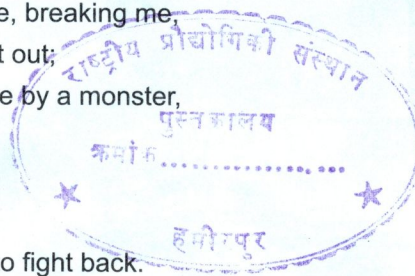 e, breaking me,
t out;
राष्ट्रीय प्रौद्योगिकी संस्थान
e by a monster,
पुस्तकालय
क्रमांक...................
हमीरपुर
o fight back.